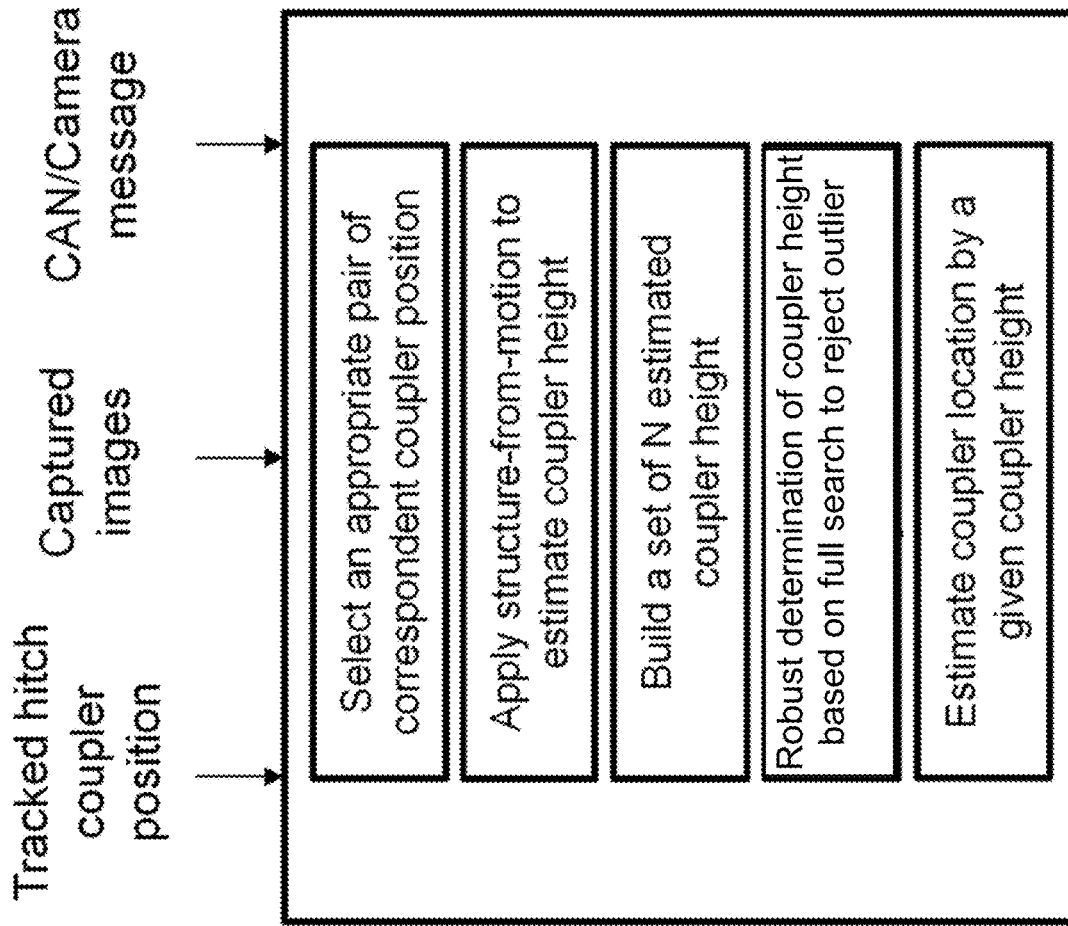 Tracked hitch
coupler
position
Captured
images
CAN/Camera
message
Select an appropriate pair of
correspondent coupler position
Apply structure-from-motion to
estimate coupler height
Build a set of N estimated
coupler height
Robust determination of coupler height
based on full search to reject outlier
Estimate coupler location by a
given coupler height